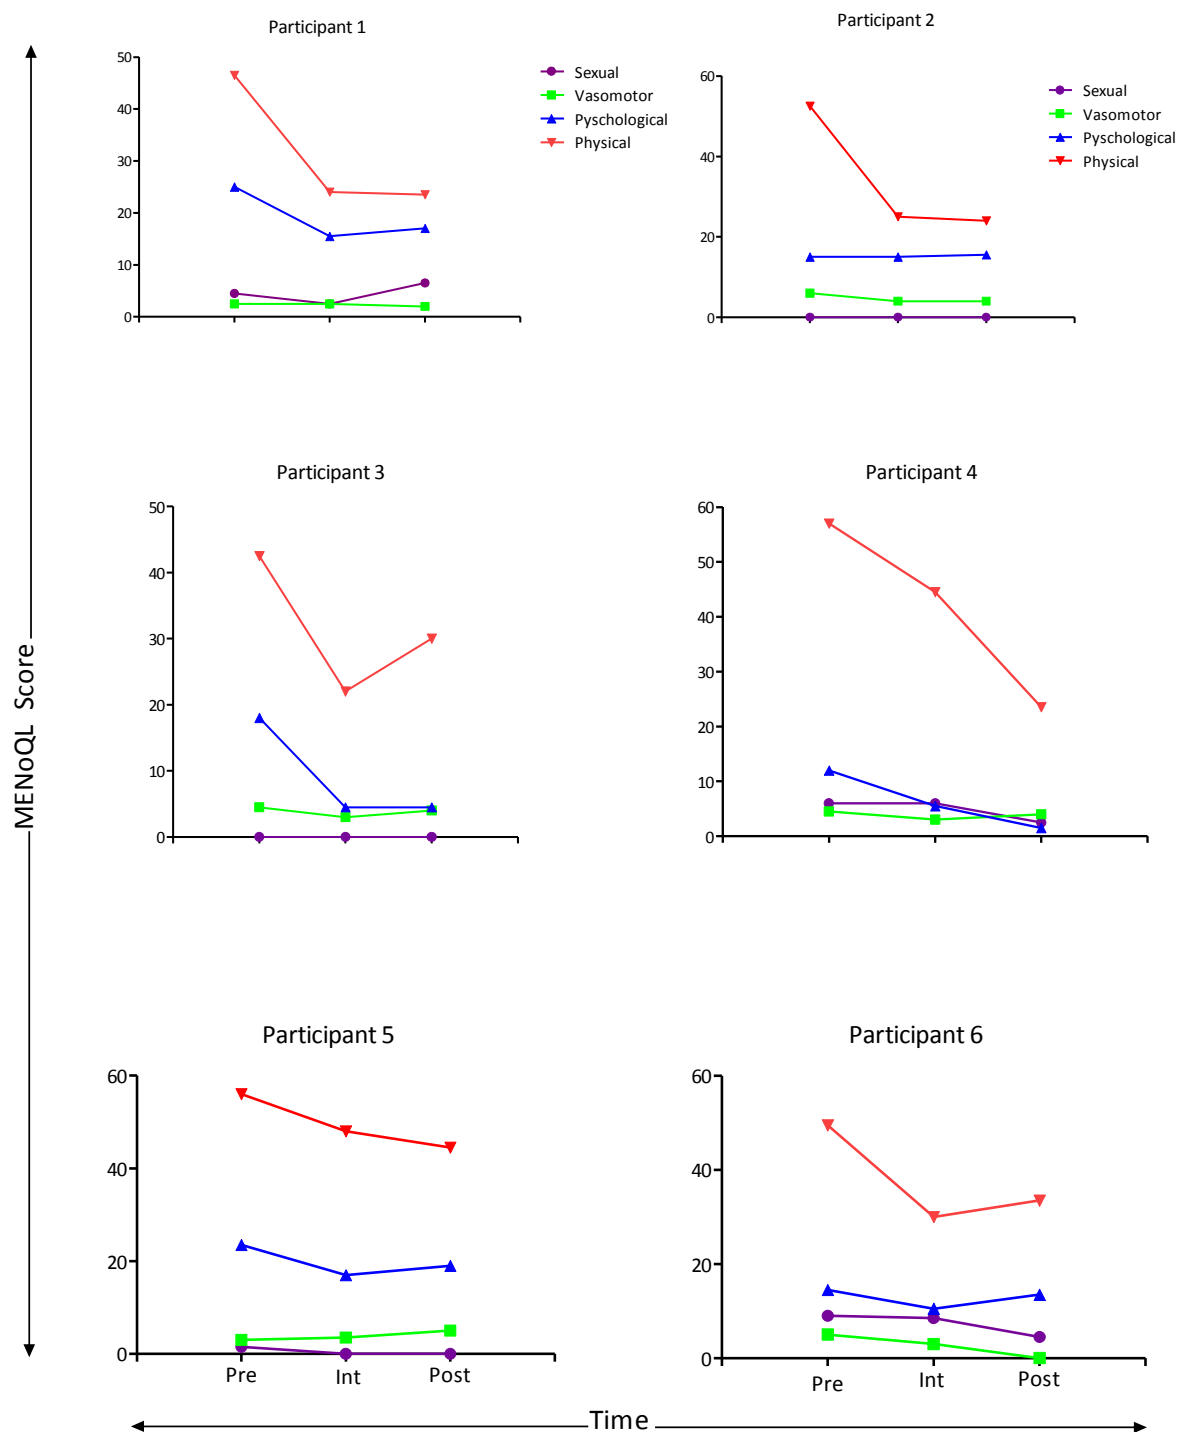 Participant 1
50
40
30
20
10
0
Sexual
Vasomotor
Pyschological
Physical
Participant 2
60
40
20
0
Sexual
Vasomotor
Pyschological
Physical
MENoQL Score
Participant 3
50
40
30
20
10
0
Participant 4
60
50
40
30
20
10
0
Participant 5
60
40
20
0
Pre Int Post
Participant 6
60
40
20
0
Pre Int Post
Time